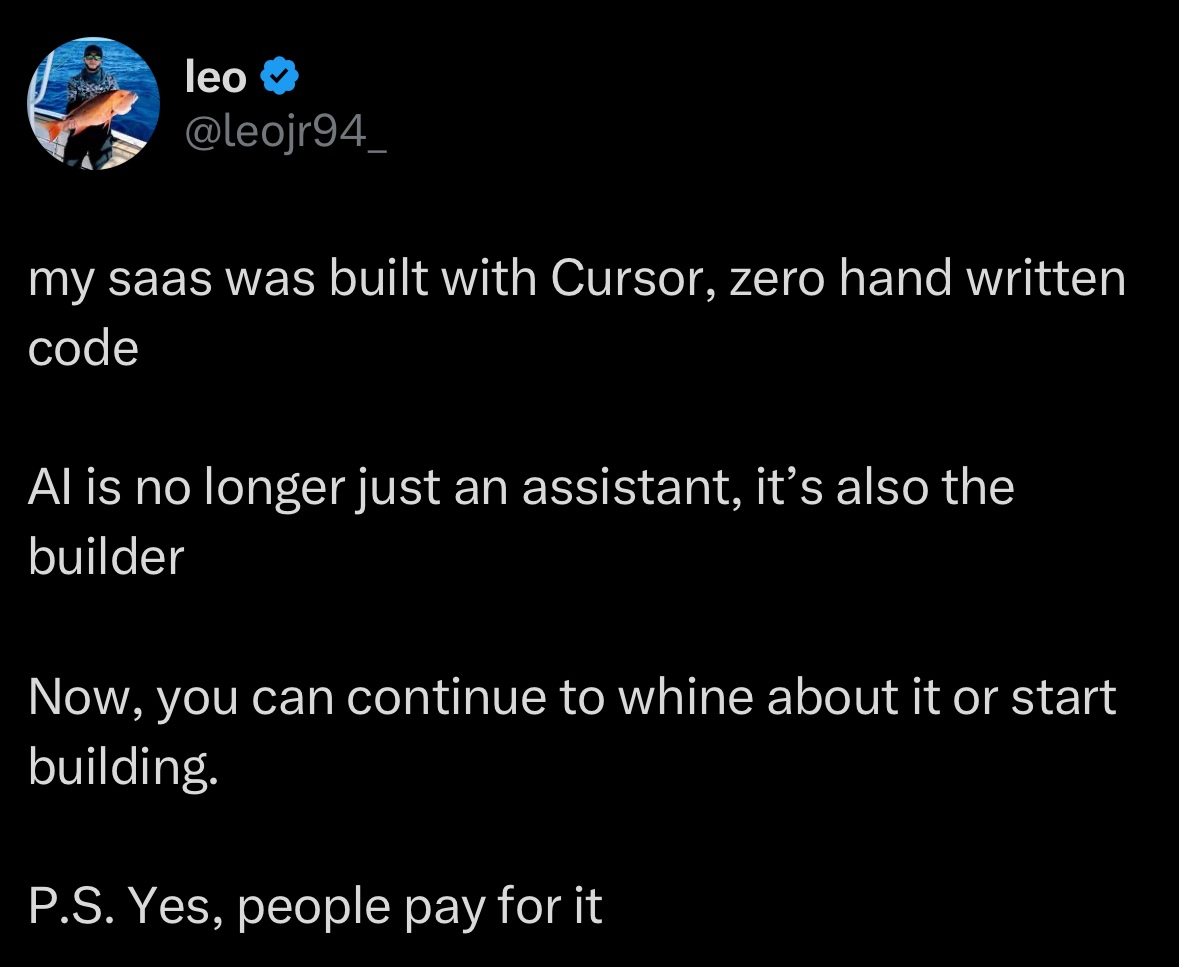 leo
@leojr94_
my saas was built with Cursor, zero hand written
code
AI is no longer just an assistant, it’s also the
builder
Now, you can continue to whine about it or start
building.
P.S. Yes, people pay for it